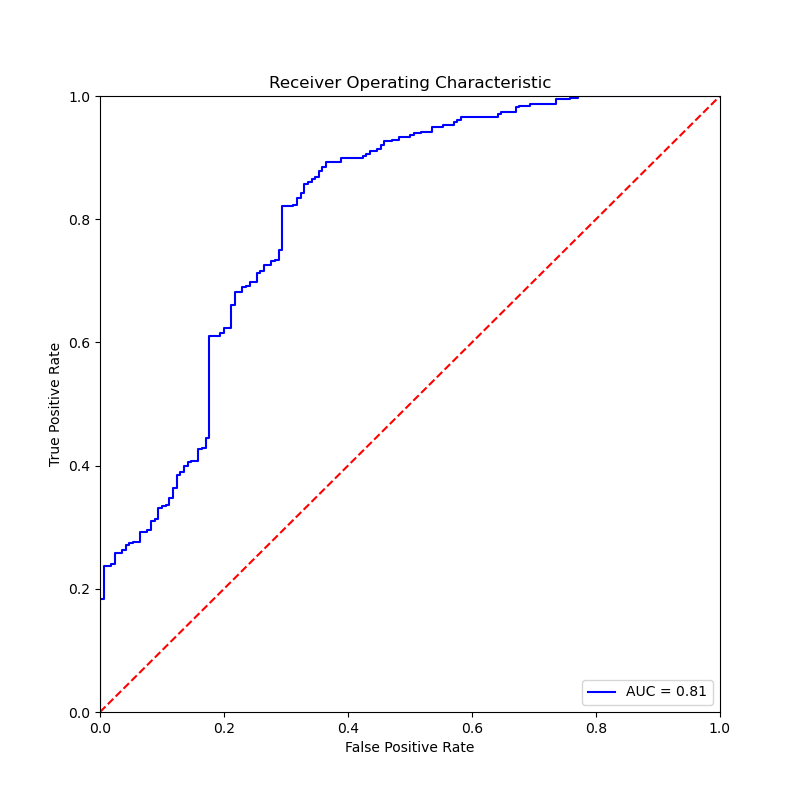 Receiver Operating Characteristic
1.0
0.8
0.6
0.4
0.2
0.0
True Positive Rate
AUC = 0.81
0.0 0.2 0.4 0.6 0.8 1.0
False Positive Rate